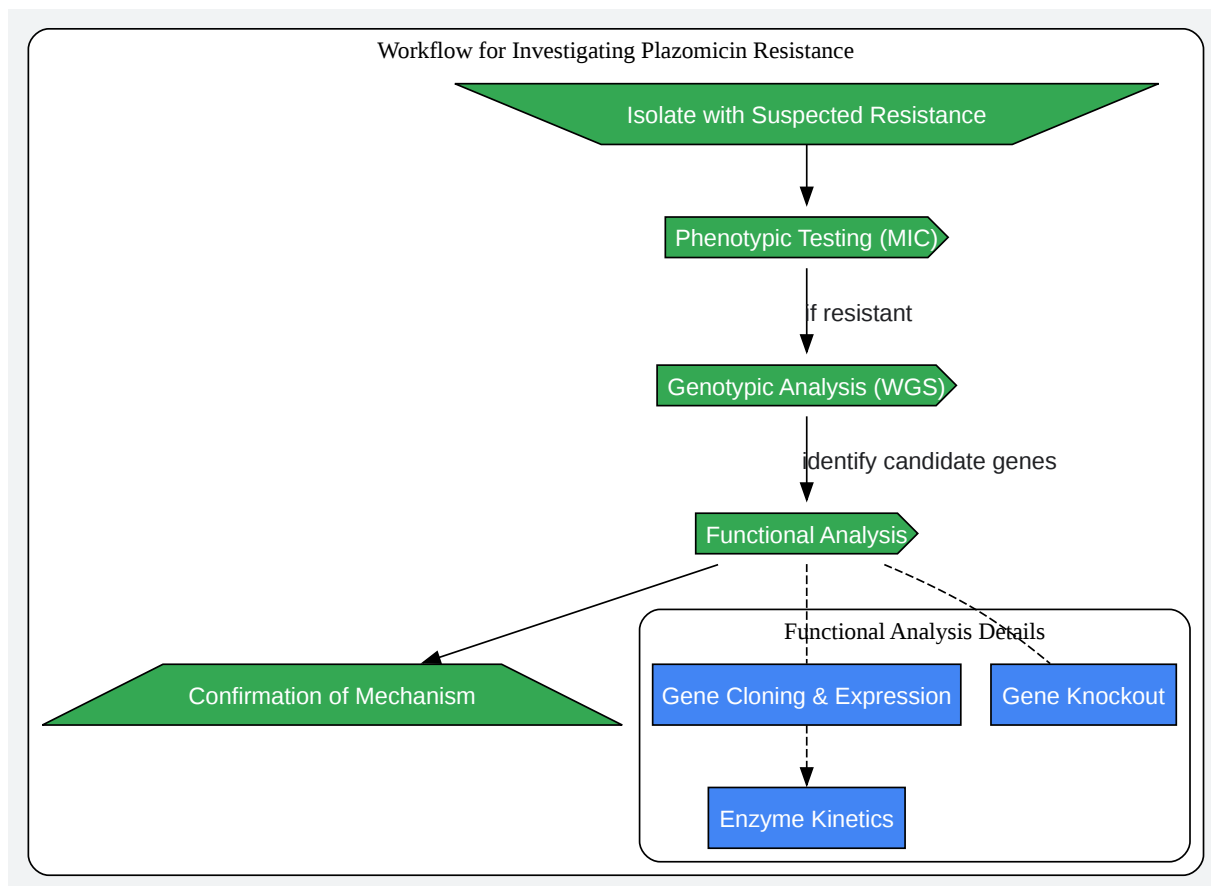 Workflow for Investigating Plazomicin Resistance
Isolate with Suspected Resistance
Phenotypic Testing (MIC)
if resistant
Genotypic Analysis (WGS)
identify candidate genes
Functional Analysis
Functional Analysis Details
Confirmation of Mechanism
Gene Cloning & Expression
Gene Knockout
Enzyme Kinetics